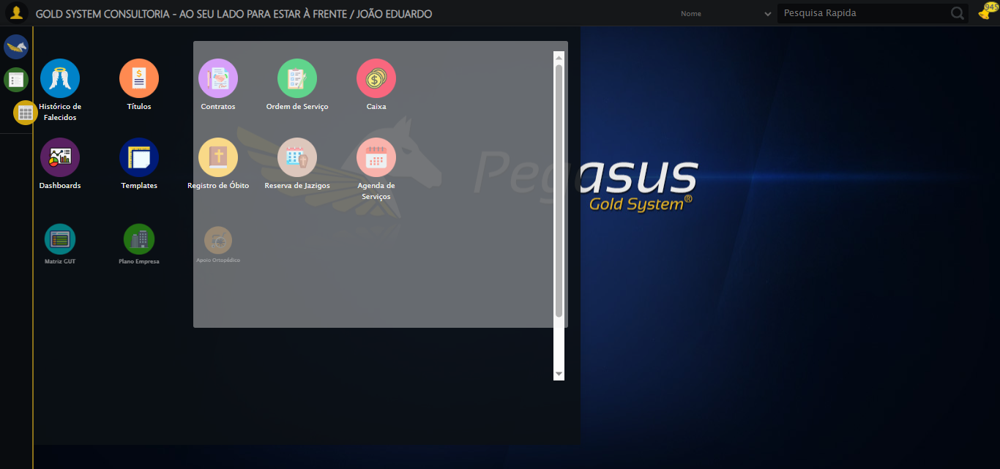 GOLD SYSTEM CONSULTORIA - AO SEU LADO PARA ESTAR À FRENTE / JOÃO EDUARDO
Nome
Pesquisa Rapida
945
Histórico de
Falecidos
Títulos
Contratos
Ordem de Serviço
Caixa
Dashboards
Templates
Registro de Óbito
Reserva de Jazigos
Agenda de
Serviços
Pegasus
Gold System®
Matriz GUT
Plano Empresa
Apoio Ortopédico